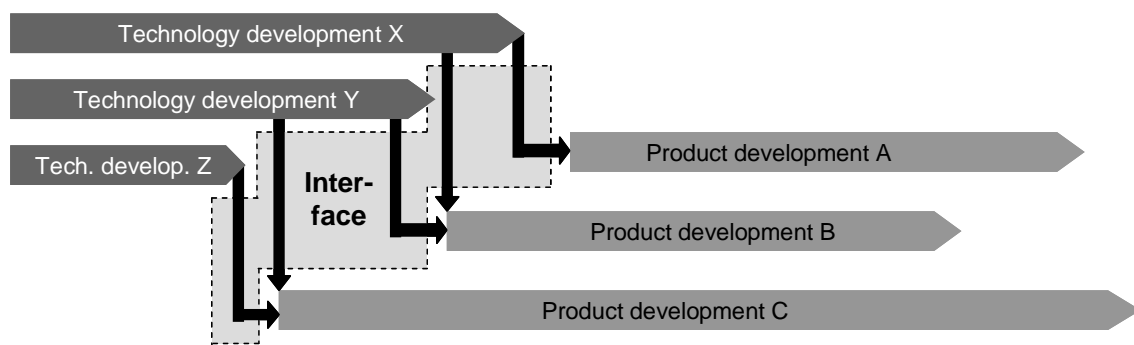 Technology development X
Technology development Y
Tech. develop. Z
Product development A
Inter-
face
Product development B
Product development C